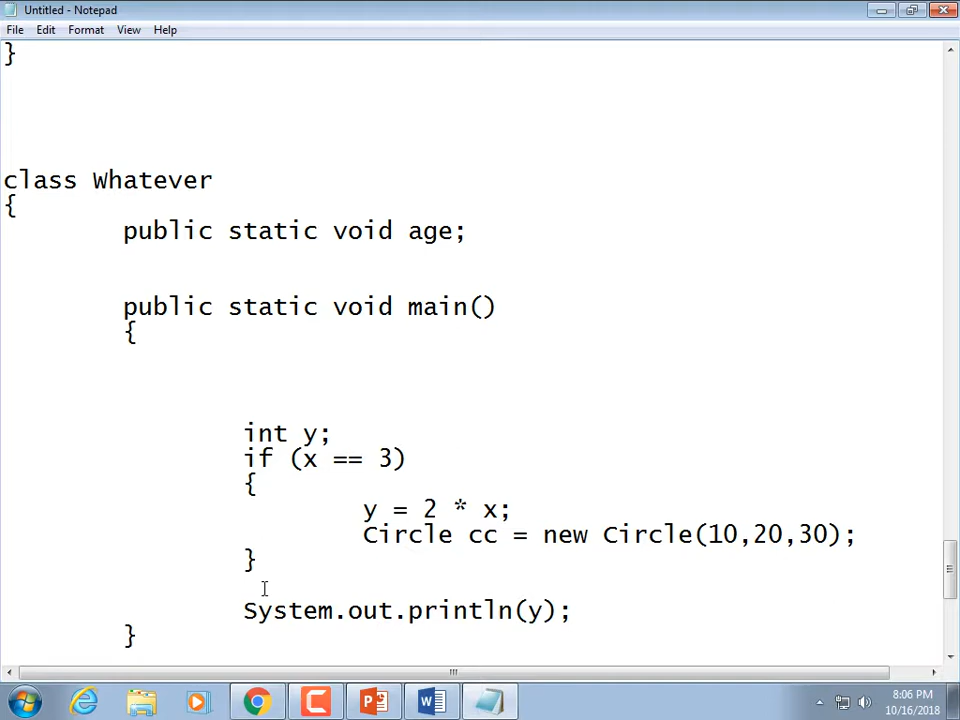 Untitled - Notepad
File Edit Format View Help
}
class Whatever
{
public static void age;
public static void main()
{
int y;
if (x == 3)
{
y = 2 * x;
Circle cc = new Circle(10,20,30);
}
System.out.println(y);
}
8:06 PM
10/16/2018